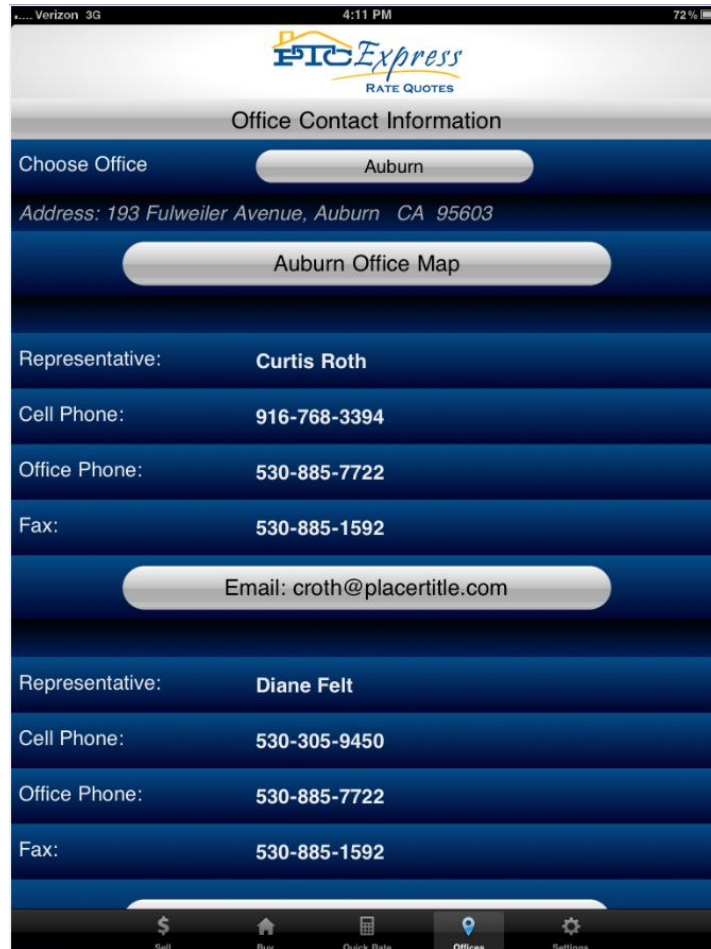 ..... Verizon 3G 4:11 PM 72%
PTC Express
RATE QUOTES
Office Contact Information
Choose Office Auburn
Address: 193 Fulweiler Avenue, Auburn CA 95603
Auburn Office Map
Representative: Curtis Roth
Cell Phone: 916-768-3394
Office Phone: 530-885-7722
Fax: 530-885-1592
Email: croth@placertitle.com
Representative: Diane Felt
Cell Phone: 530-305-9450
Office Phone: 530-885-7722
Fax: 530-885-1592
Sell Buy Quick Rate Offices Settings